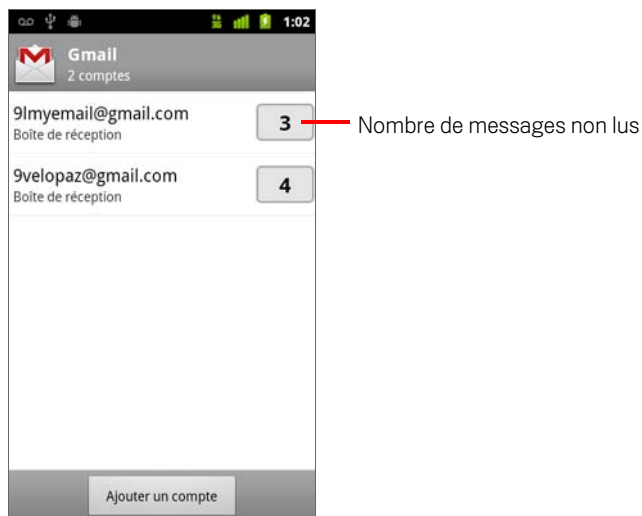 1:02
Gmail
2 comptes
9lmyemail@gmail.com
Boîte de réception
3
Nombre de messages non lus
9velopaz@gmail.com
Boîte de réception
4
Ajouter un compte